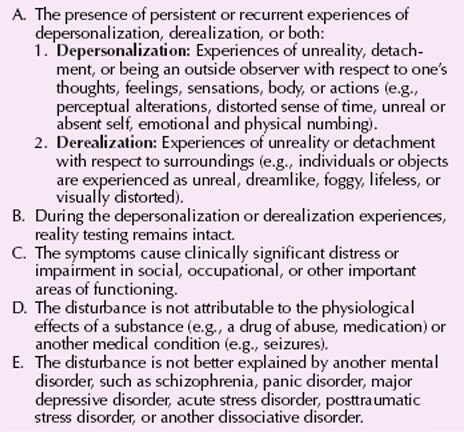 A. The presence of persistent or recurrent experiences of
depersonalization, derealization, or both:
1. Depersonalization: Experiences of unreality, detach-
ment, or being an outside observer with respect to one's
thoughts, feelings, sensations, body, or actions (e.g.,
perceptual alterations, distorted sense of time, unreal or
absent self, emotional and physical numbing).
2. Derealization: Experiences of unreality or detachment
with respect to surroundings (e.g., individuals or objects
are experienced as unreal, dreamlike, foggy, lifeless, or
visually distorted).
B. During the depersonalization or derealization experiences,
reality testing remains intact.
C. The symptoms cause clinically significant distress or
impairment in social, occupational, or other important
areas of functioning.
D. The disturbance is not attributable to the physiological
effects of a substance (e.g., a drug of abuse, medication) or
another medical condition (e.g., seizures).
E. The disturbance is not better explained by another mental
disorder, such as schizophrenia, panic disorder, major
depressive disorder, acute stress disorder, posttraumatic
stress disorder, or another dissociative disorder.